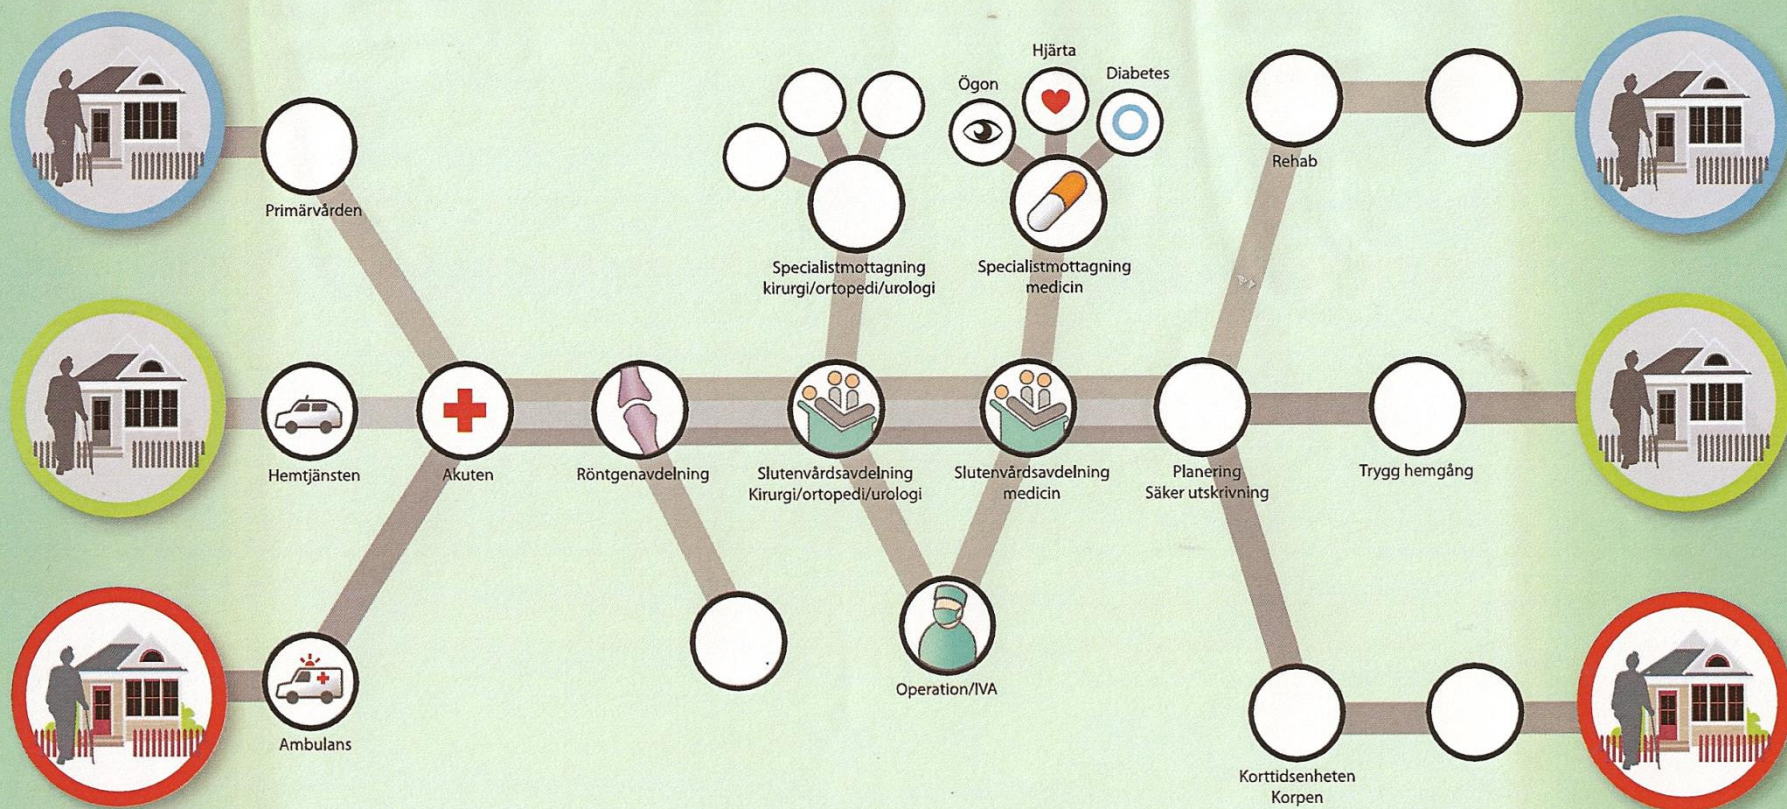 Hjärta
Ögon
Diabetes
Rehab
Primärvården
Specialistmottagning
kirurgi/ortopedi/urologi
Specialistmottagning
medicin
Hemtjänsten
Akuten
Röntgenavdelning
Slutenvårdsavdelning
Kirurgi/ortopedi/urologi
Slutenvårdsavdelning
medicin
Planering
Säker utskrivning
Trygg hemgång
Ambulans
Operation/IVA
Korttidsenheten
Korpen